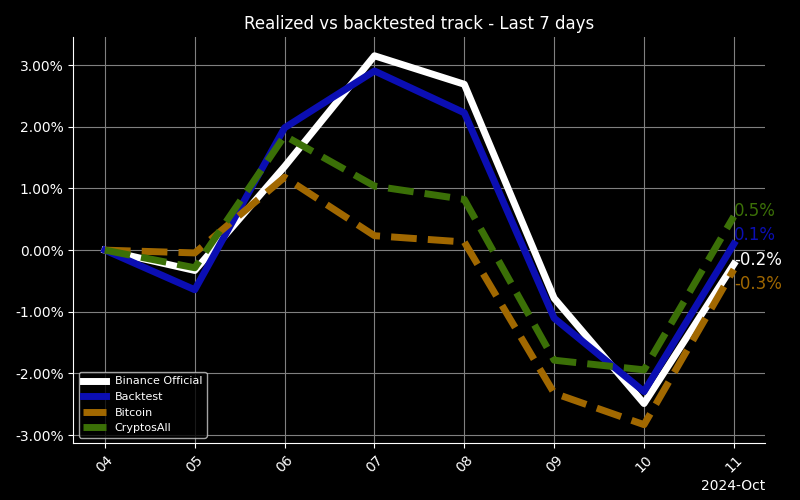 Realized vs backtested track - Last 7 days
3.00%
2.00%
1.00%
0.00%
-1.00%
-2.00%
-3.00%
0.5%
0.1%
-0.2%
-0.3%
Binance Official
Backtest
Bitcoin
CryptosAll
04 05 06 07 08 09 10 11
2024-Oct